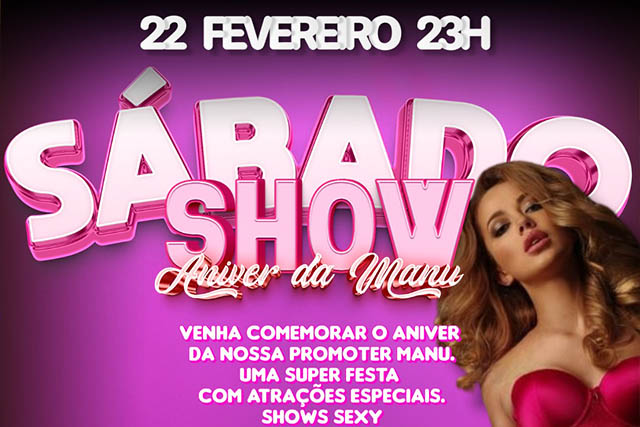 22 FEVEREIRO 23H
SÁBADO
SHOW
Aniver da Manu
VENHA COMEMORAR O ANIVER
DA NOSSA PROMOTER MANU.
UMA SUPER FESTA
COM ATRAÇÕES ESPECIAIS.
SHOWS SEXY